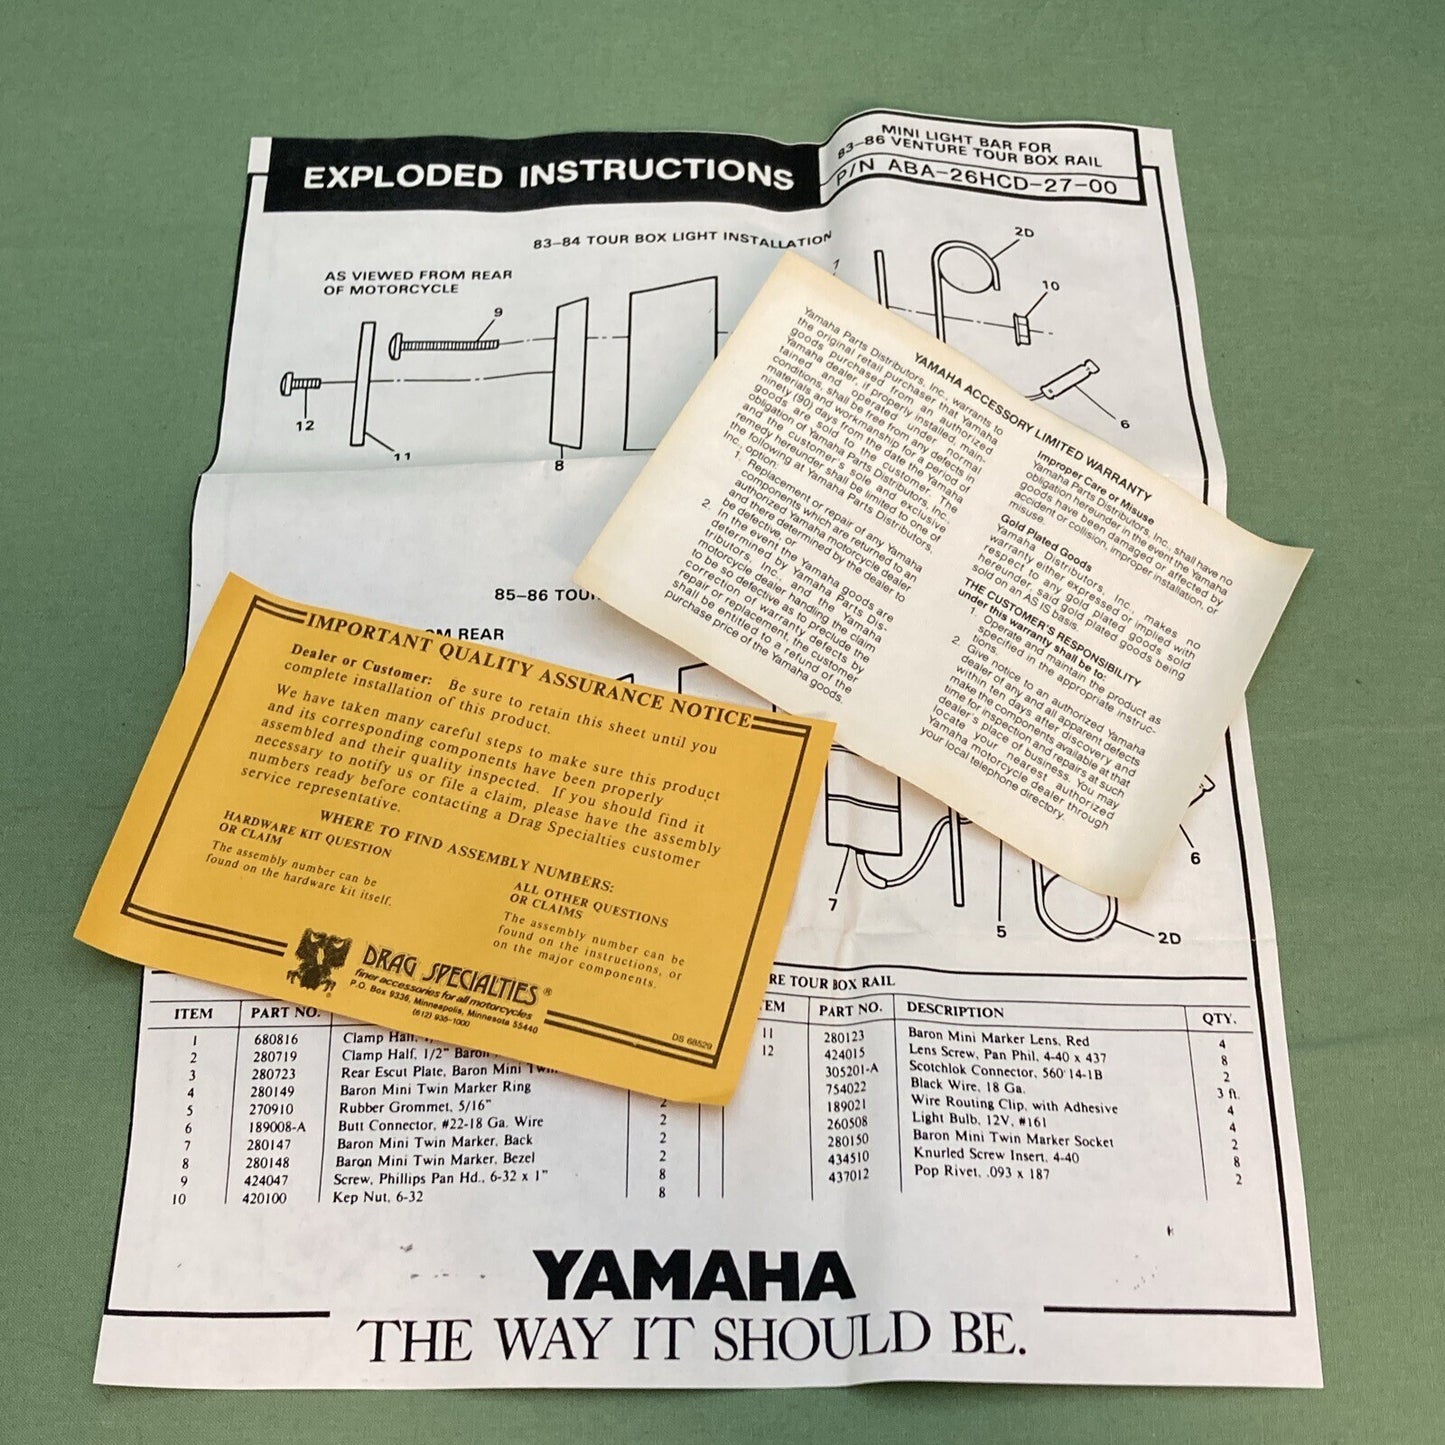 EXPLODED INSTRUCTIONS
MINI LIGHT BAR FOR
83-86 VENTURE TOUR BOX RAIL
P/N ABA-26HCD-27-00
83-84 TOUR BOX LIGHT INSTALLATION
AS VIEWED FROM REAR
OF MOTORCYCLE
9
12
11
8
1
2D
10
6
85-86 TOUR
OM REAR
7
5
6
2D
YAMAHA ACCESSORY LIMITED WARRANTY
Yamaha Parts Distributors, Inc., warrants to
the original retail purchaser that Yamaha
goods purchased from an authorized
Yamaha dealer, if properly installed, main-
tained and operated under normal
conditions, shall be free from any defects in
materials and workmanship for a period of
ninety (90) days from the date the Yamaha
goods are sold to the customer. The
obligation of Yamaha Parts Distributors, Inc.,
and the customer's sole and exclusive
remedy hereunder shall be limited to one of
the following at Yamaha Parts Distributors,
Inc., option:
1. Replacement or repair of any Yamaha
components which are returned to an
authorized Yamaha motorcycle dealer
and there determined by the dealer to
be defective, or
2. In the event the Yamaha goods are
determined by Yamaha Parts Dis-
tributors, Inc., and the Yamaha
motorcycle dealer handling the claim
to be so defective as to preclude the
correction of warranty defects by
repair or replacement, the customer
shall be entitled to a refund of the
purchase price of the Yamaha goods.
Improper Care or Misuse
Yamaha Parts Distributors, Inc., shall have no
obligation hereunder in the event the Yamaha
goods have been damaged or affected by
accident or collision, improper installation, or
misuse.
Gold Plated Goods
Yamaha Distributors, Inc., makes no
warranty either expressed or implied with
respect to any gold plated goods sold
hereunder, said gold plated goods being
sold on an AS IS basis.
THE CUSTOMER'S RESPONSIBILITY
under this warranty shall be to:
1. Operate and maintain the product as
specified in the appropriate instruc-
tions.
2. Give notice to an authorized Yamaha
dealer of any and all apparent defects
within ten days after discovery and
make the components available at that
time for inspection and repairs at such
dealer's place of business. You may
locate your nearest authorized
Yamaha motorcycle dealer through
your local telephone directory.
IMPORTANT QUALITY ASSURANCE NOTICE
Dealer or Customer: Be sure to retain this sheet until you
complete installation of this product.
We have taken many careful steps to make sure this product
and its corresponding components have been properly
assembled and their quality inspected. If you should find it
necessary to notify us or file a claim, please have the assembly
numbers ready before contacting a Drag Specialties customer
service representative.
WHERE TO FIND ASSEMBLY NUMBERS:
HARDWARE KIT QUESTION
OR CLAIM
The assembly number can be
found on the hardware kit itself.
ALL OTHER QUESTIONS
OR CLAIMS
The assembly number can be
found on the instructions, or
on the major components.
DRAG SPECIALTIES®
finer accessories for all motorcycles
P.O. Box 9336, Minneapolis, Minnesota 55440
(612) 935-1000
DS 68529
RE TOUR BOX RAIL
ITEM PART NO.
1 680816 Clamp Half,
2 280719 Clamp Half, 1/2" Baron
3 280723 Rear Escut Plate, Baron Mini Twin
4 280149 Baron Mini Twin Marker Ring
5 270910 Rubber Grommet, 5/16" 2
6 189008-A Butt Connector, #22-18 Ga. Wire 2
7 280147 Baron Mini Twin Marker, Back 2
8 280148 Baron Mini Twin Marker, Bezel 2
9 424047 Screw, Phillips Pan Hd., 6-32 x 1" 8
10 420100 Kep Nut, 6-32 8
EM PART NO. DESCRIPTION QTY.
11 280123 Baron Mini Marker Lens, Red 4
12 424015 Lens Screw, Pan Phil, 4-40 x 437 8
305201-A Scotchlok Connector, 560 14-1B 2
754022 Black Wire, 18 Ga. 3 ft.
189021 Wire Routing Clip, with Adhesive 4
260508 Light Bulb, 12V, #161 4
280150 Baron Mini Twin Marker Socket 2
434510 Knurled Screw Insert, 4-40 8
437012 Pop Rivet, .093 x 187 2
YAMAHA
THE WAY IT SHOULD BE.